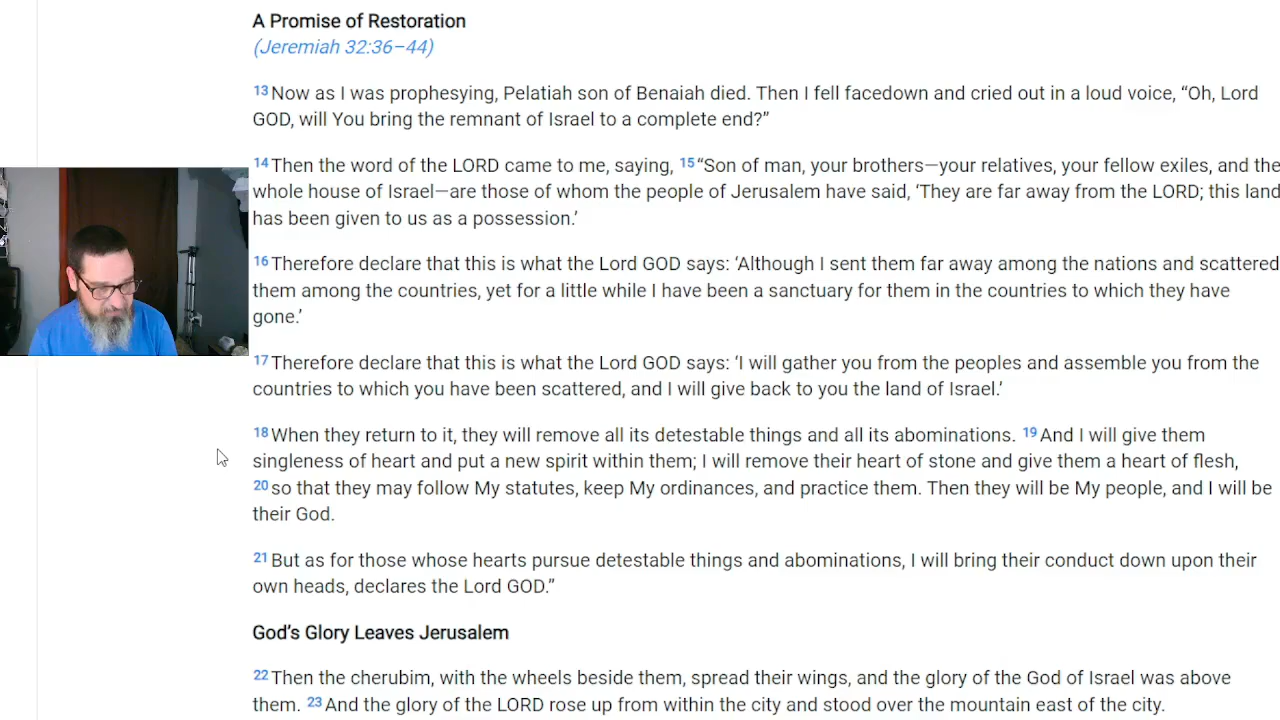 A Promise of Restoration
(Jeremiah 32:36–44)
13 Now as I was prophesying, Pelatiah son of Benaiah died. Then I fell facedown and cried out in a loud voice, “Oh, Lord
GOD, will You bring the remnant of Israel to a complete end?”
14 Then the word of the LORD came to me, saying, 15 “Son of man, your brothers—your relatives, your fellow exiles, and the
whole house of Israel—are those of whom the people of Jerusalem have said, ‘They are far away from the LORD; this land
has been given to us as a possession.’
16 Therefore declare that this is what the Lord GOD says: ‘Although I sent them far away among the nations and scattered
them among the countries, yet for a little while I have been a sanctuary for them in the countries to which they have
gone.’
17 Therefore declare that this is what the Lord GOD says: ‘I will gather you from the peoples and assemble you from the
countries to which you have been scattered, and I will give back to you the land of Israel.’
18 When they return to it, they will remove all its detestable things and all its abominations. 19 And I will give them
singleness of heart and put a new spirit within them; I will remove their heart of stone and give them a heart of flesh,
20 so that they may follow My statutes, keep My ordinances, and practice them. Then they will be My people, and I will be
their God.
21 But as for those whose hearts pursue detestable things and abominations, I will bring their conduct down upon their
own heads, declares the Lord GOD.”
God’s Glory Leaves Jerusalem
22 Then the cherubim, with the wheels beside them, spread their wings, and the glory of the God of Israel was above
them. 23 And the glory of the LORD rose up from within the city and stood over the mountain east of the city.